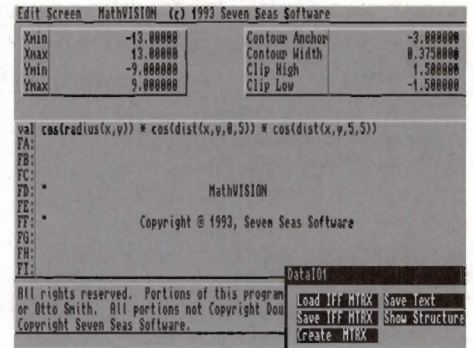 Edit Screen MathVISION (c) 1993 Seven Seas Software
Xmin -13.00000
Xmax 13.00000
Ymin -9.000000
Ymax 9.000000
Contour Anchor -3.000000
Contour Width 0.375000
Clip High 1.500000
Clip Low -1.500000
val cos(radius(x,y)) * cos(dist(x,y,0,5)) * cos(dist(x,y,5,5))
FA:
FB:
FC:
FD: " MathVISION
FE:
FF: " Copyright © 1993, Seven Seas Software
FG:
FH:
FI:
All rights reserved. Portions of this program
or Otto Smith. All portions not Copyright Dou
Copyright Seven Seas Software.
DataIO1
Load IFF MTRX Save Text
Save IFF MTRX Show Structure
Create MTRX